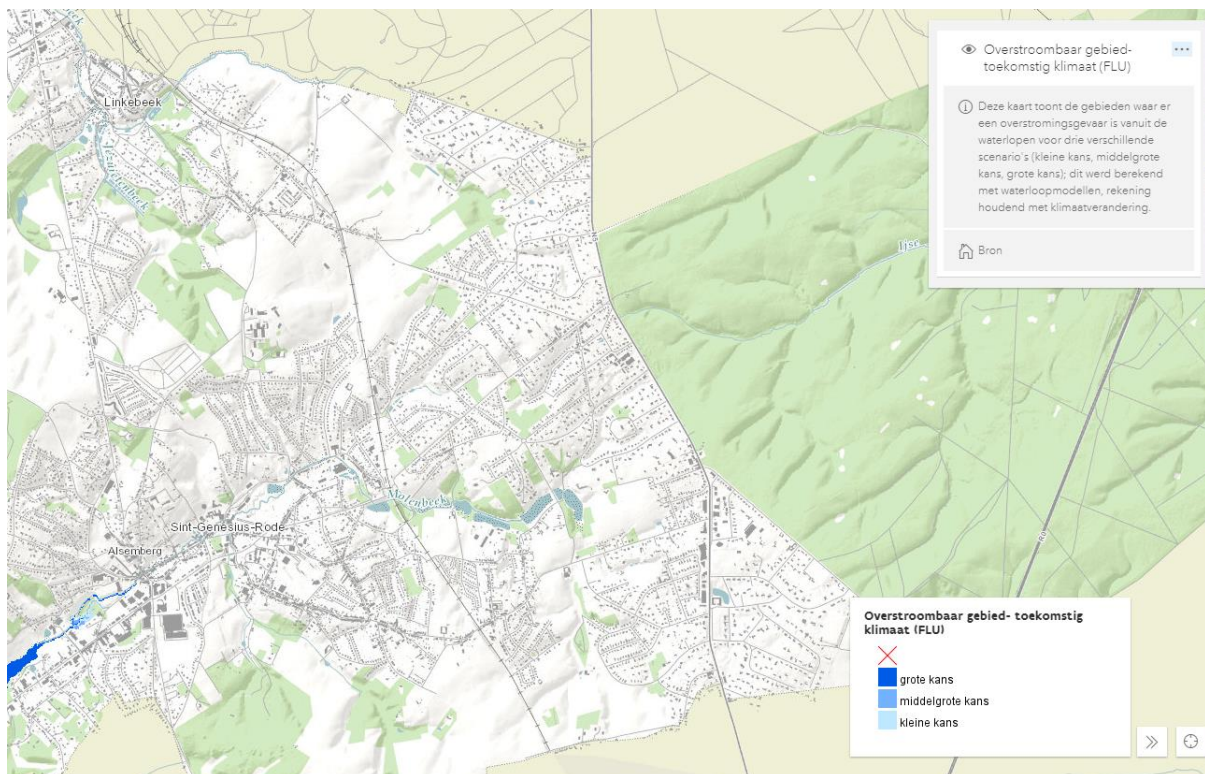 Overstroombaar gebied-
toekomstig klimaat (FLU)
Deze kaart toont de gebieden waar er
een overstromingsgevaar is vanuit de
waterlopen voor drie verschillende
scenario's (kleine kans, middelgrote
kans, grote kans); dit werd berekend
met waterloopmodellen, rekening
houdend met klimaatverandering.
Bron
Linkebeek
N5
Ijse
Molenbeek
Sint-Genesius-Rode
Alsemberg
R0
Overstroombaar gebied- toekomstig
klimaat (FLU)
grote kans
middelgrote kans
kleine kans